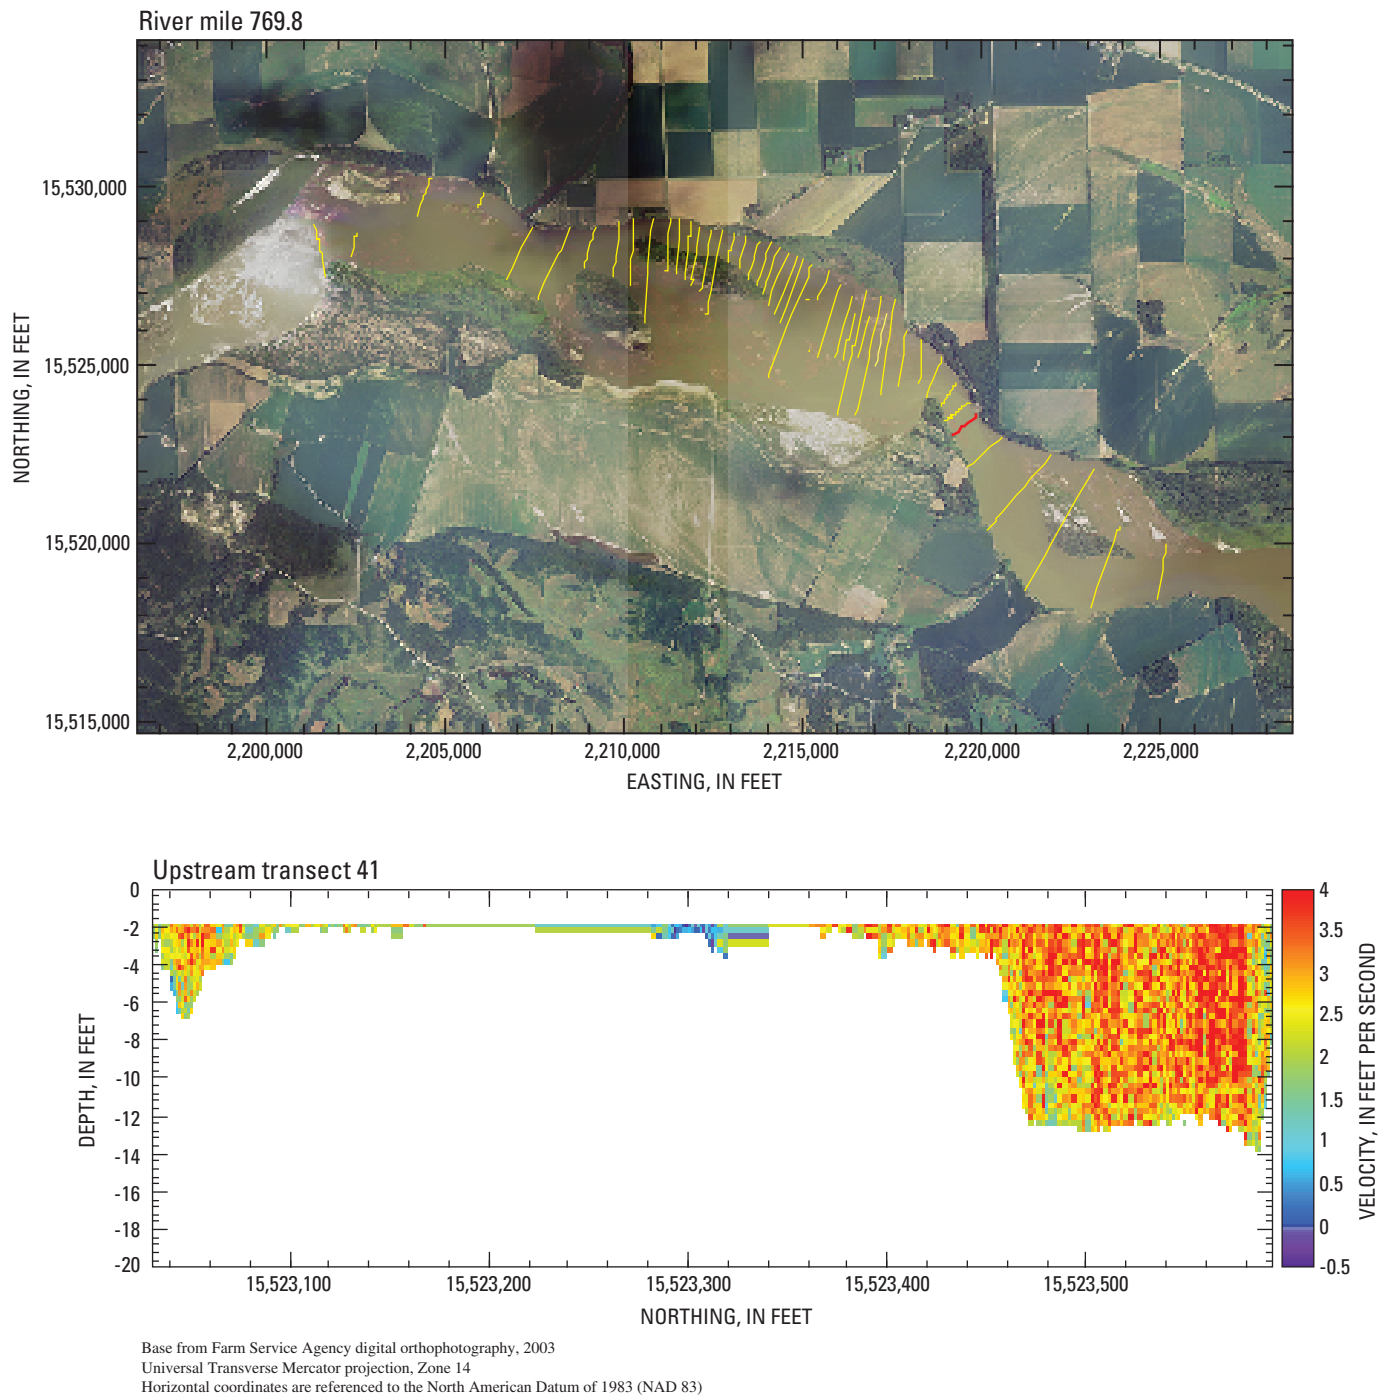 River mile 769.8
15,530,000
15,525,000
15,520,000
15,515,000
NORTHING, IN FEET
2,200,000 2,205,000 2,210,000 2,215,000 2,220,000 2,225,000
EASTING, IN FEET
Upstream transect 41
0
-2
-4
-6
-8
-10
-12
-14
-16
-18
-20
DEPTH, IN FEET
15,523,100 15,523,200 15,523,300 15,523,400 15,523,500
NORTHING, IN FEET
4
3.5
3
2.5
2
1.5
1
0.5
0
-0.5
VELOCITY, IN FEET PER SECOND
Base from Farm Service Agency digital orthophotography, 2003
Universal Transverse Mercator projection, Zone 14
Horizontal coordinates are referenced to the North American Datum of 1983 (NAD 83)